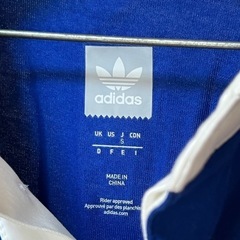 adidas
UK US J CDN
S
D F E I
MADE IN
CHINA
Rider approved
Approuvé par des planchistes
adidas.com